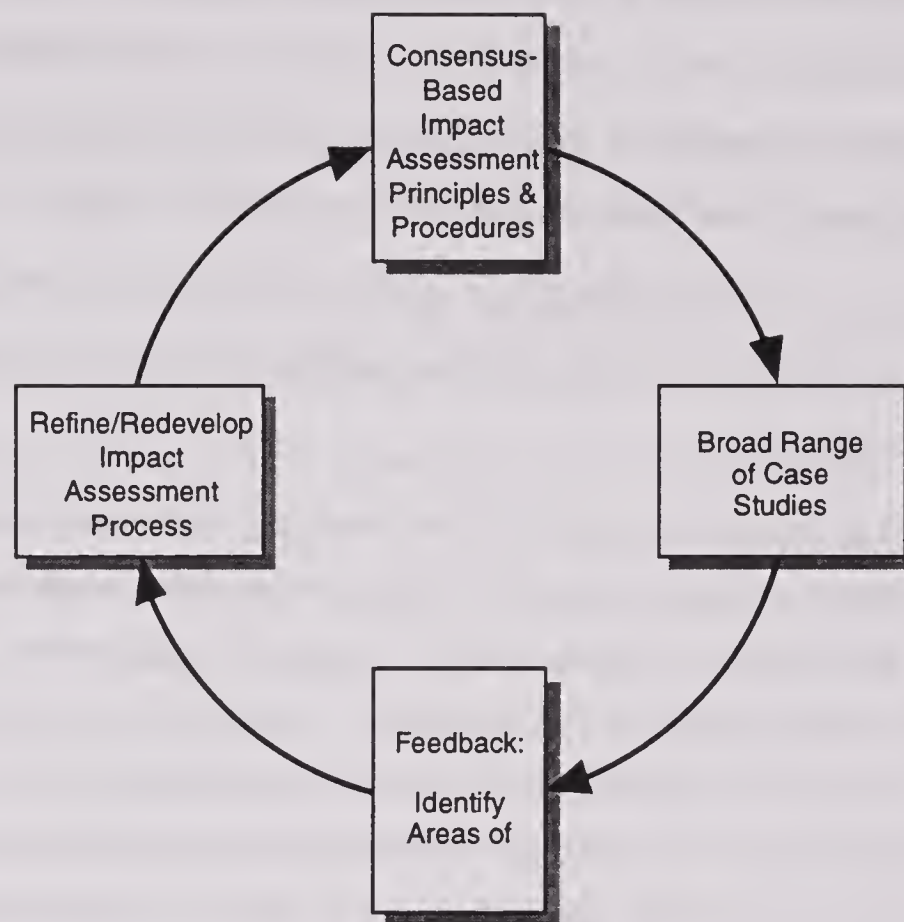 Consensus-
Based
Impact
Assessment
Principles &
Procedures
Refine/Redevelop
Impact
Assessment
Process
Broad Range
of Case
Studies
Feedback:
Identify
Areas of